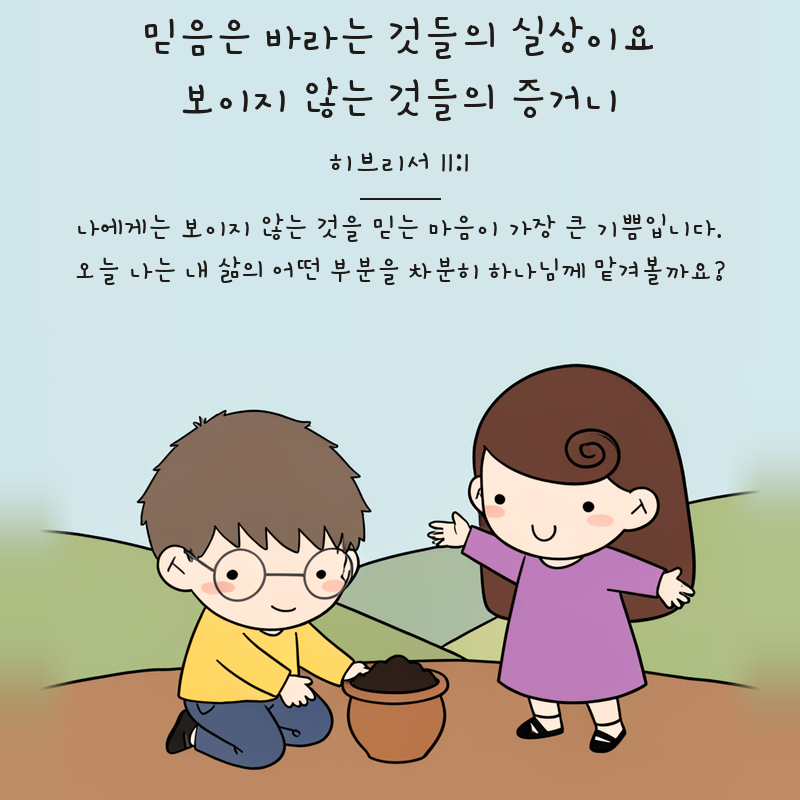 믿음은 바라는 것들의 실상이요
보이지 않는 것들의 증거니
히브리서 11:1
나에게는 보이지 않는 것을 믿는 마음이 가장 큰 기쁨입니다.
오늘 나는 내 삶의 어떤 부분을 차분히 하나님께 맡겨볼까요?